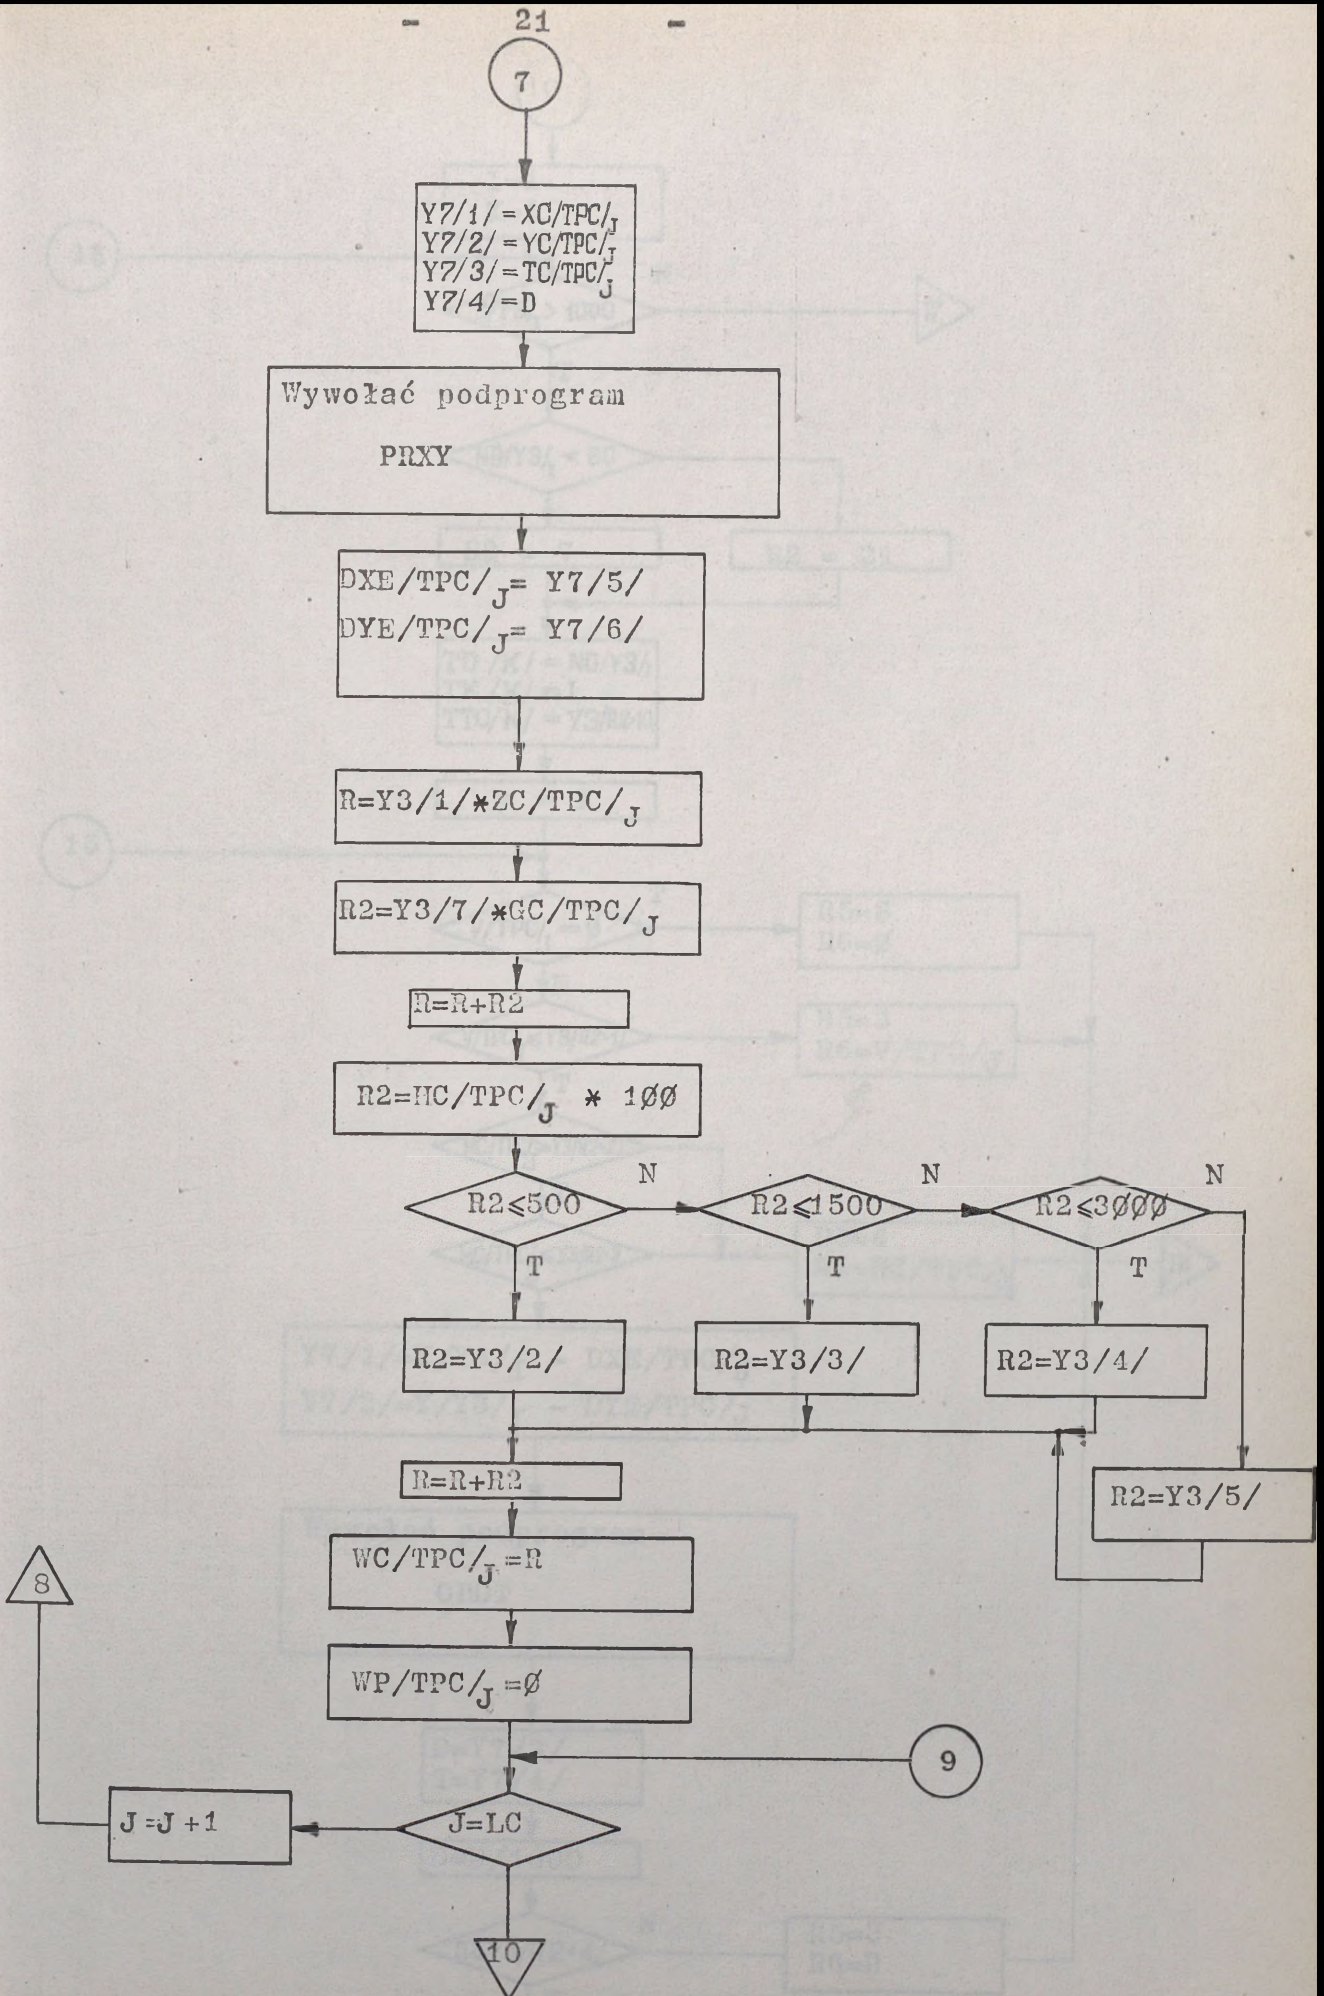 - 21 -
7
Y7/1/=XC/TPC/J
Y7/2/=YC/TPC/J
Y7/3/=TC/TPC/J
Y7/4/=D
Wywołać podprogram
PRXY
DXE/TPC/J= Y7/5/
DYE/TPC/J= Y7/6/
R=Y3/1/*ZC/TPC/J
R2=Y3/7/*GC/TPC/J
R=R+R2
R2=HC/TPC/J * 1ØØ
R2⩽500
N
R2⩽1500
N
R2⩽3ØØØ
N
T
T
T
R2=Y3/2/
R2=Y3/3/
R2=Y3/4/
R=R+R2
R2=Y3/5/
WC/TPC/J=R
8
WP/TPC/J=Ø
9
J=J+1
J=LC
10